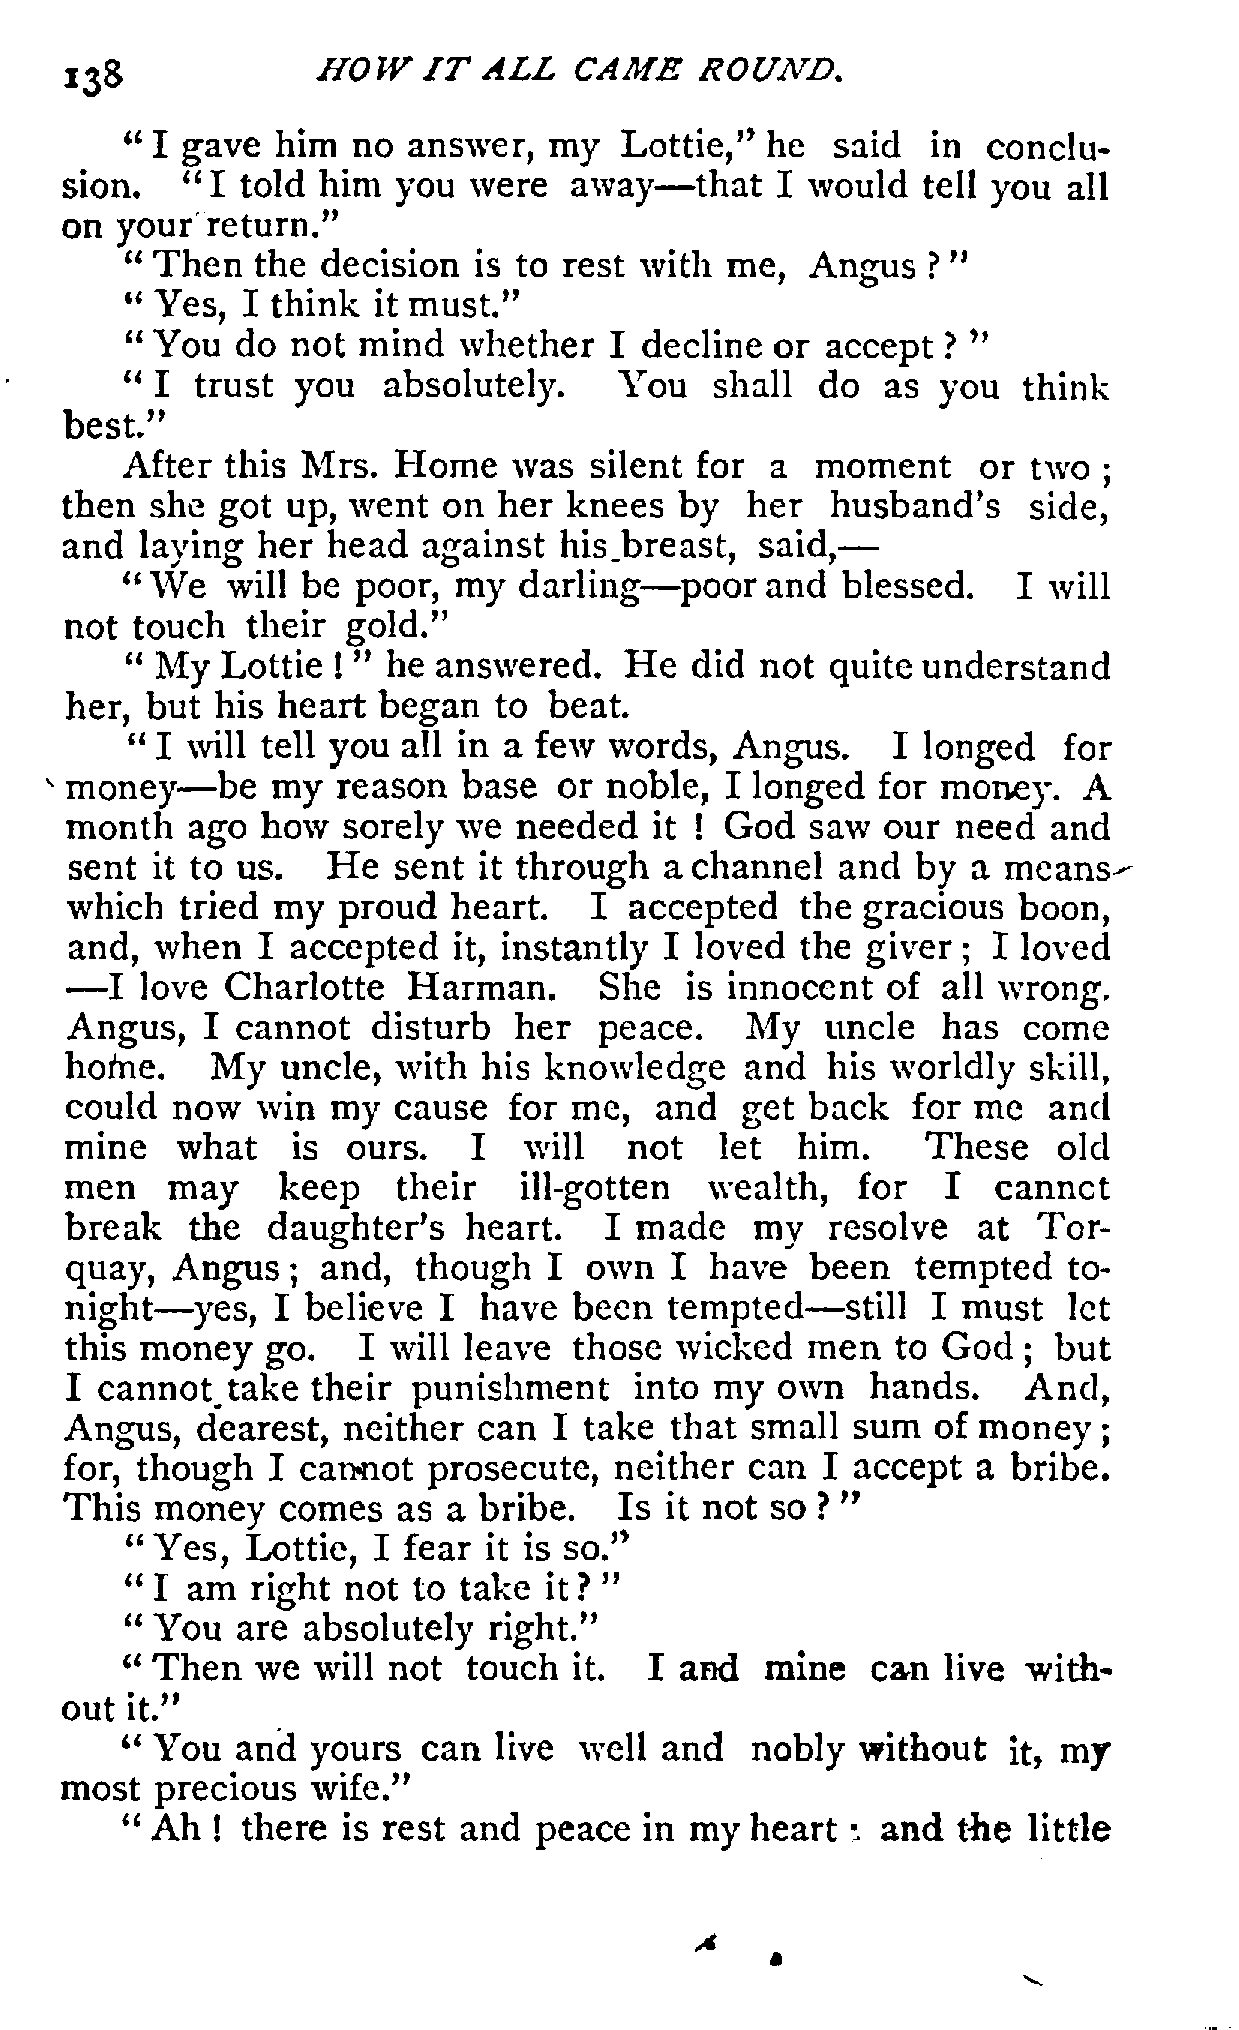 138 HOW IT ALL CAME ROUND.
"I gave him no answer, my Lottie," he said in conclu-
sion. "I told him you were away—that I would tell you all
on your return."
"Then the decision is to rest with me, Angus?"
"Yes, I think it must."
"You do not mind whether I decline or accept?"
"I trust you absolutely. You shall do as you think
best."
After this Mrs. Home was silent for a moment or two;
then she got up, went on her knees by her husband's side,
and laying her head against his breast, said,—
"We will be poor, my darling—poor and blessed. I will
not touch their gold."
"My Lottie!" he answered. He did not quite understand
her, but his heart began to beat.
"I will tell you all in a few words, Angus. I longed for
money—be my reason base or noble, I longed for money. A
month ago how sorely we needed it! God saw our need and
sent it to us. He sent it through a channel and by a means
which tried my proud heart. I accepted the gracious boon,
and, when I accepted it, instantly I loved the giver; I loved
—I love Charlotte Harman. She is innocent of all wrong.
Angus, I cannot disturb her peace. My uncle has come
home. My uncle, with his knowledge and his worldly skill,
could now win my cause for me, and get back for me and
mine what is ours. I will not let him. These old
men may keep their ill-gotten wealth, for I cannot
break the daughter's heart. I made my resolve at Tor-
quay, Angus; and, though I own I have been tempted to-
night—yes, I believe I have been tempted—still I must let
this money go. I will leave those wicked men to God; but
I cannot take their punishment into my own hands. And,
Angus, dearest, neither can I take that small sum of money;
for, though I cannot prosecute, neither can I accept a bribe.
This money comes as a bribe. Is it not so?"
"Yes, Lottie, I fear it is so."
"I am right not to take it?"
"You are absolutely right."
"Then we will not touch it. I and mine can live with-
out it."
"You and yours can live well and nobly without it, my
most precious wife."
"Ah! there is rest and peace in my heart: and the little